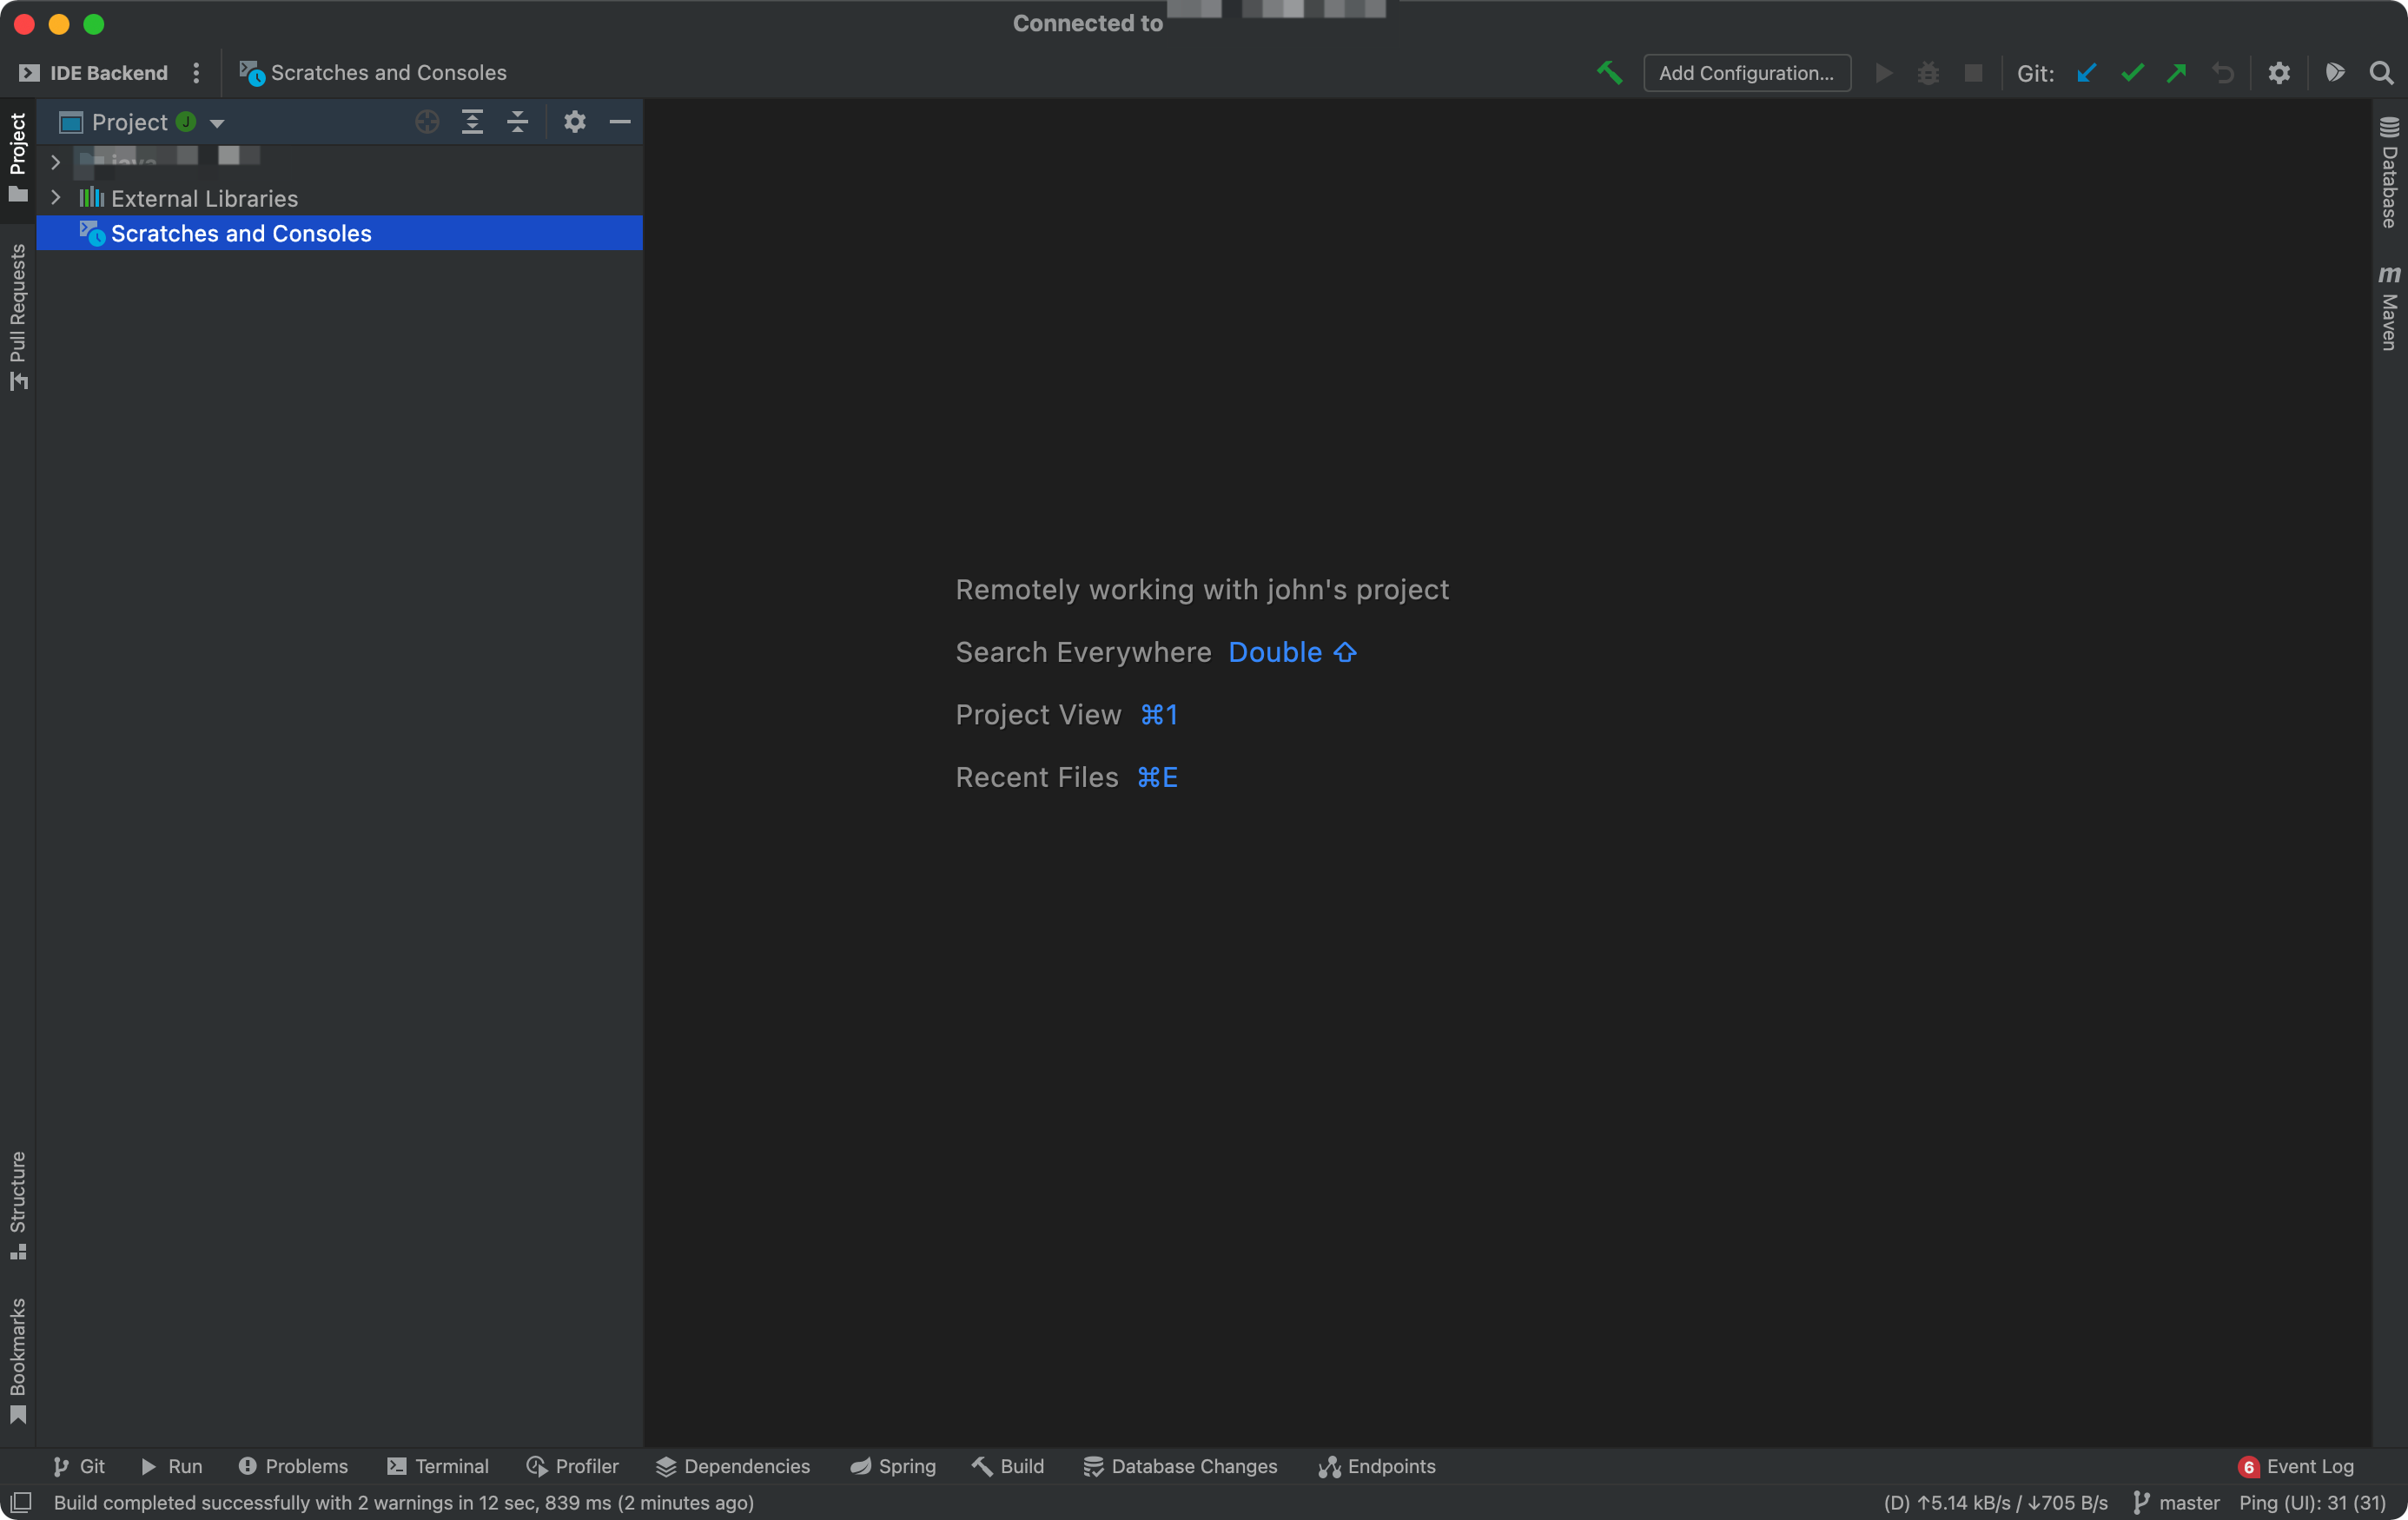 Connected to
IDE Backend
Scratches and Consoles
Add Configuration...
Git:
Project J
External Libraries
Scratches and Consoles
Project
Pull Requests
Structure
Bookmarks
Database
m Maven
Remotely working with john's project
Search Everywhere Double ⇧
Project View ⌘1
Recent Files ⌘E
Git Run Problems Terminal Profiler Dependencies Spring Build Database Changes Endpoints 6 Event Log
Build completed successfully with 2 warnings in 12 sec, 839 ms (2 minutes ago) (D) ↑5.14 kB/s / ↓705 B/s master Ping (UI): 31 (31)